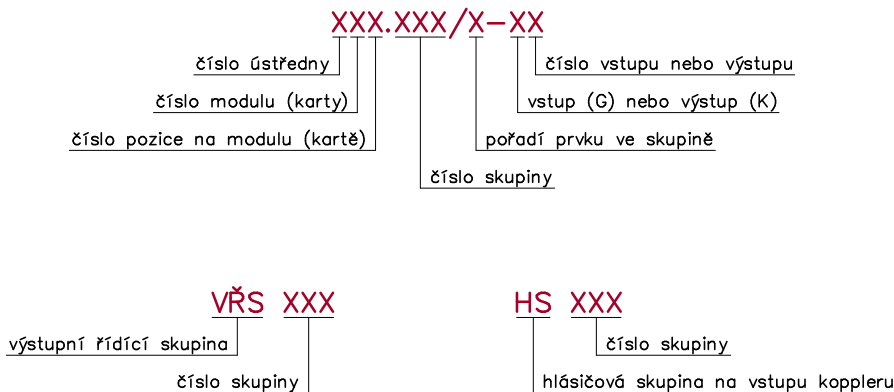 XXX.XXX/X-XX
číslo ústředny
číslo vstupu nebo výstupu
číslo modulu (karty)
vstup (G) nebo výstup (K)
číslo pozice na modulu (kartě)
pořadí prvku ve skupině
číslo skupiny
VŘS XXX
HS XXX
výstupní řídící skupina
číslo skupiny
číslo skupiny
hlásičová skupina na vstupu koppleru